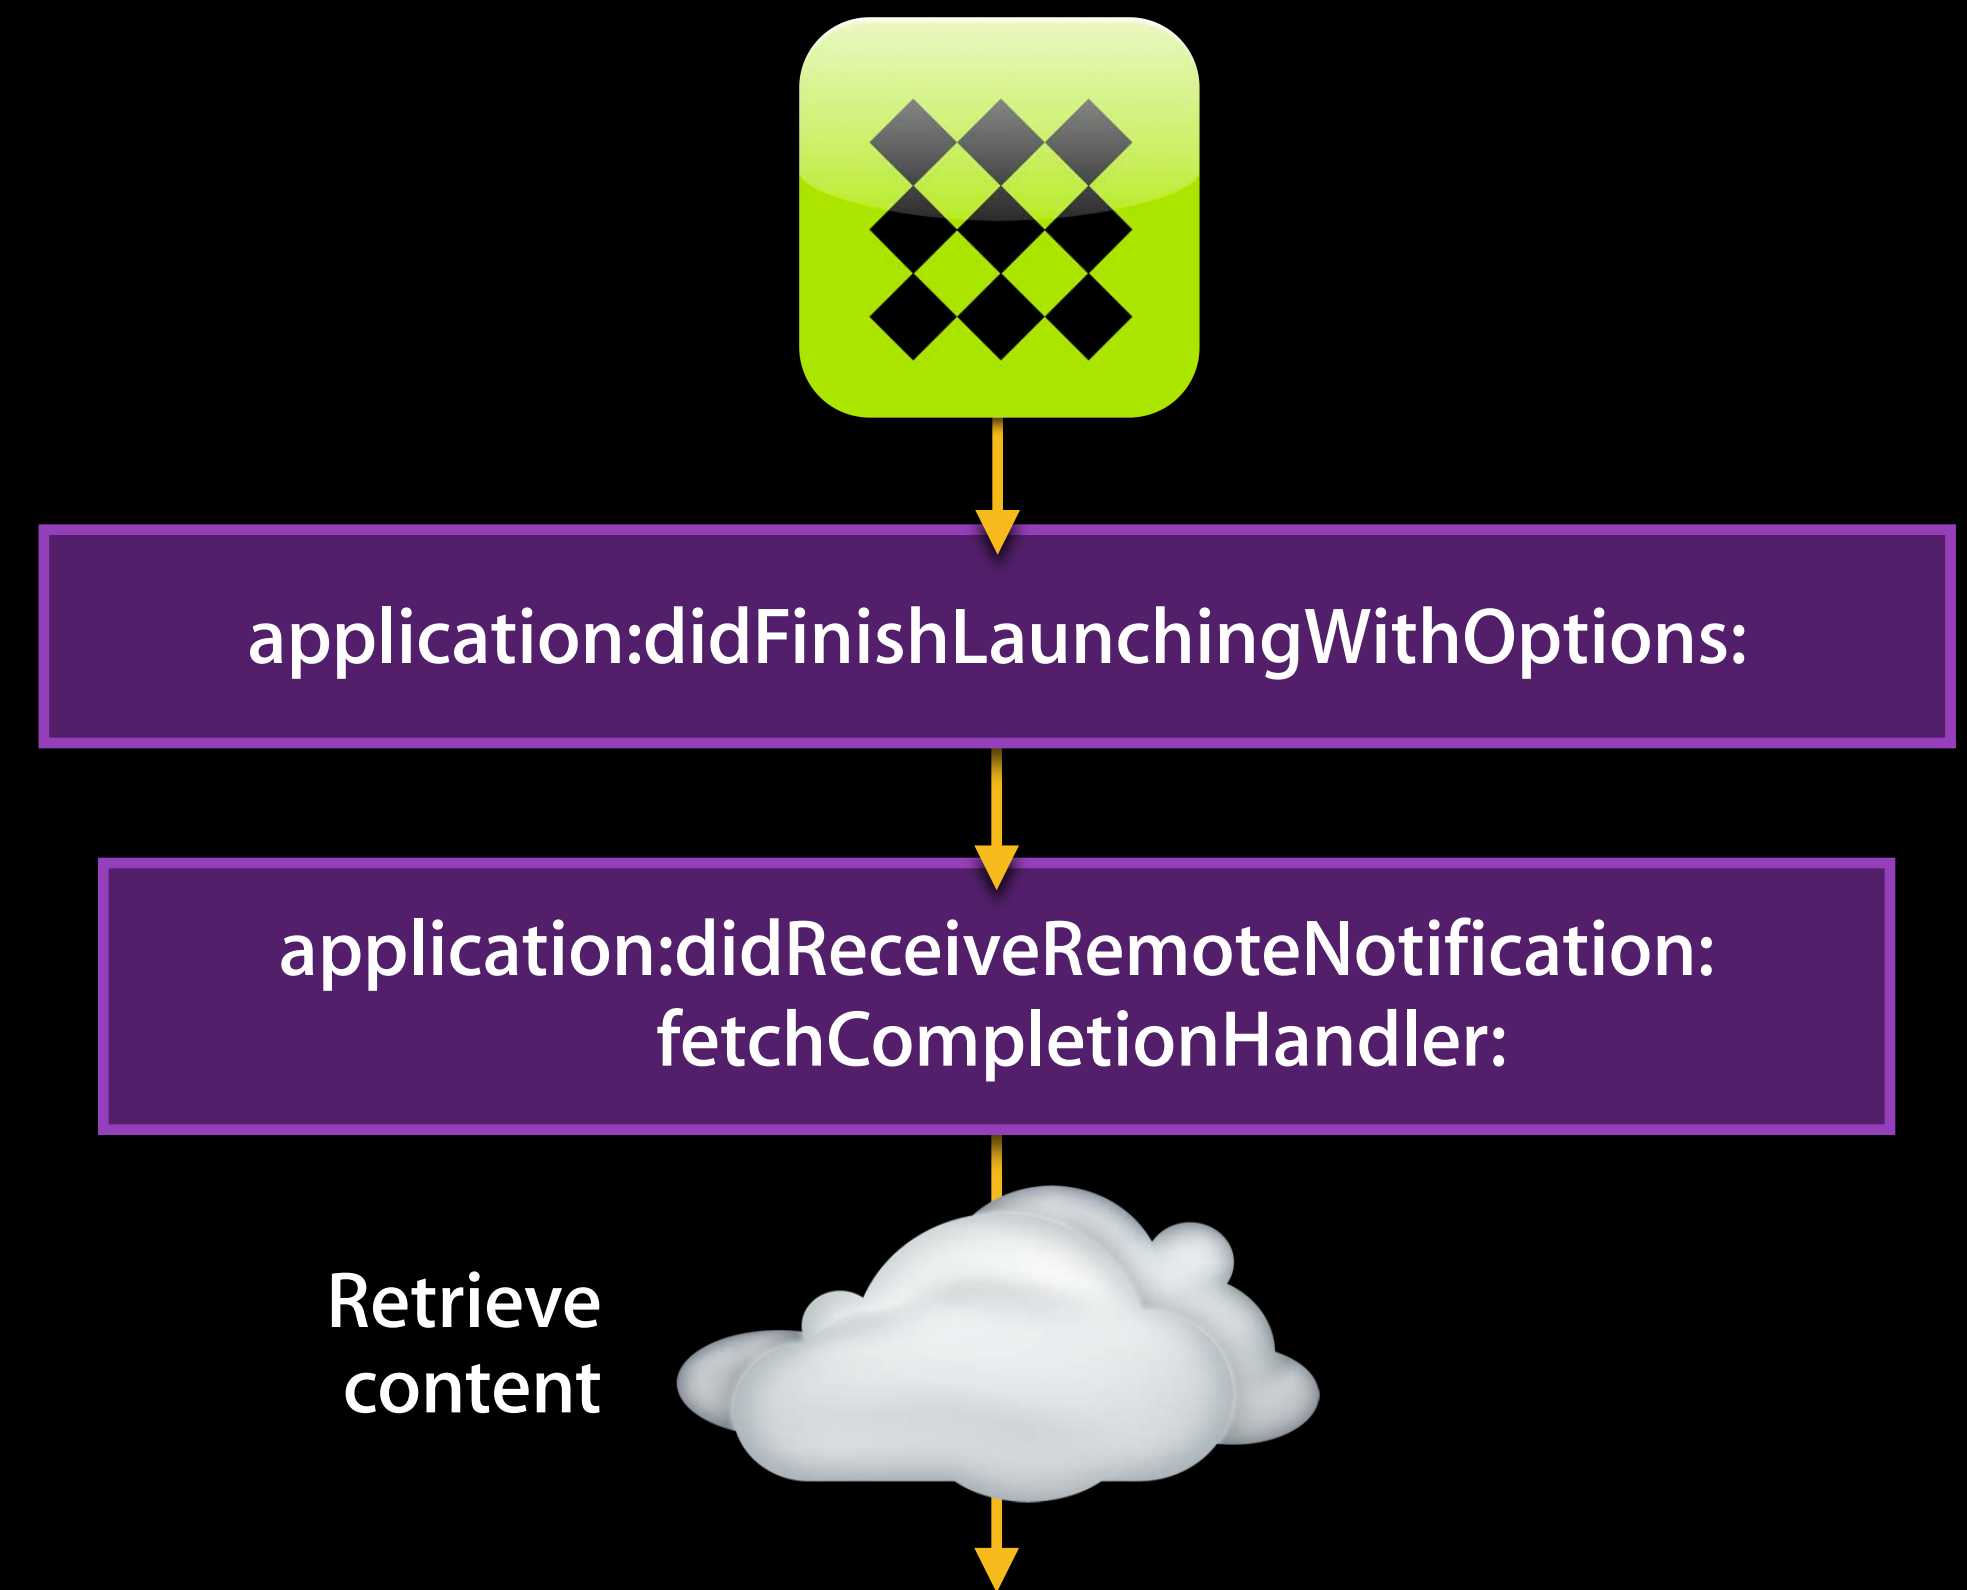 application:didFinishLaunchingWithOptions:
application:didReceiveRemoteNotification:
fetchCompletionHandler:
Retrieve
content